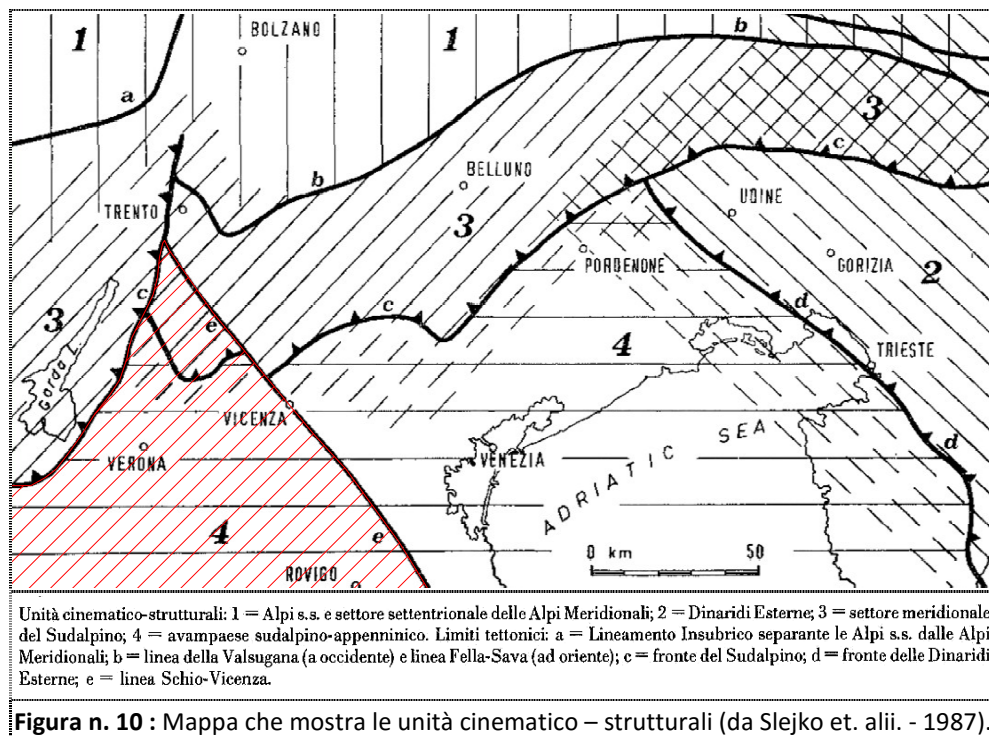 1
BOLZANO
1
b
a
3
c
b
BELLUNO
UDINE
TRENTO
3
PORDENONE
GORIZIA
2
c
3
e
c
d
4
TRIESTE
Garda L.
VICENZA
VERONA
VENEZIA
ADRIATIC SEA
d
4
e
0 km 50
ROVIGO
Unità cinematico-strutturali: 1 = Alpi s.s. e settore settentrionale delle Alpi Meridionali; 2 = Dinaridi Esterne; 3 = settore meridionale
del Sudalpino; 4 = avampaese sudalpino-appenninico. Limiti tettonici: a = Lineamento Insubrico separante le Alpi s.s. dalle Alpi
Meridionali; b = linea della Valsugana (a occidente) e linea Fella-Sava (ad oriente); c = fronte del Sudalpino; d = fronte delle Dinaridi
Esterne; e = linea Schio-Vicenza.
Figura n. 10 : Mappa che mostra le unità cinematico – strutturali (da Slejko et. alii. - 1987).